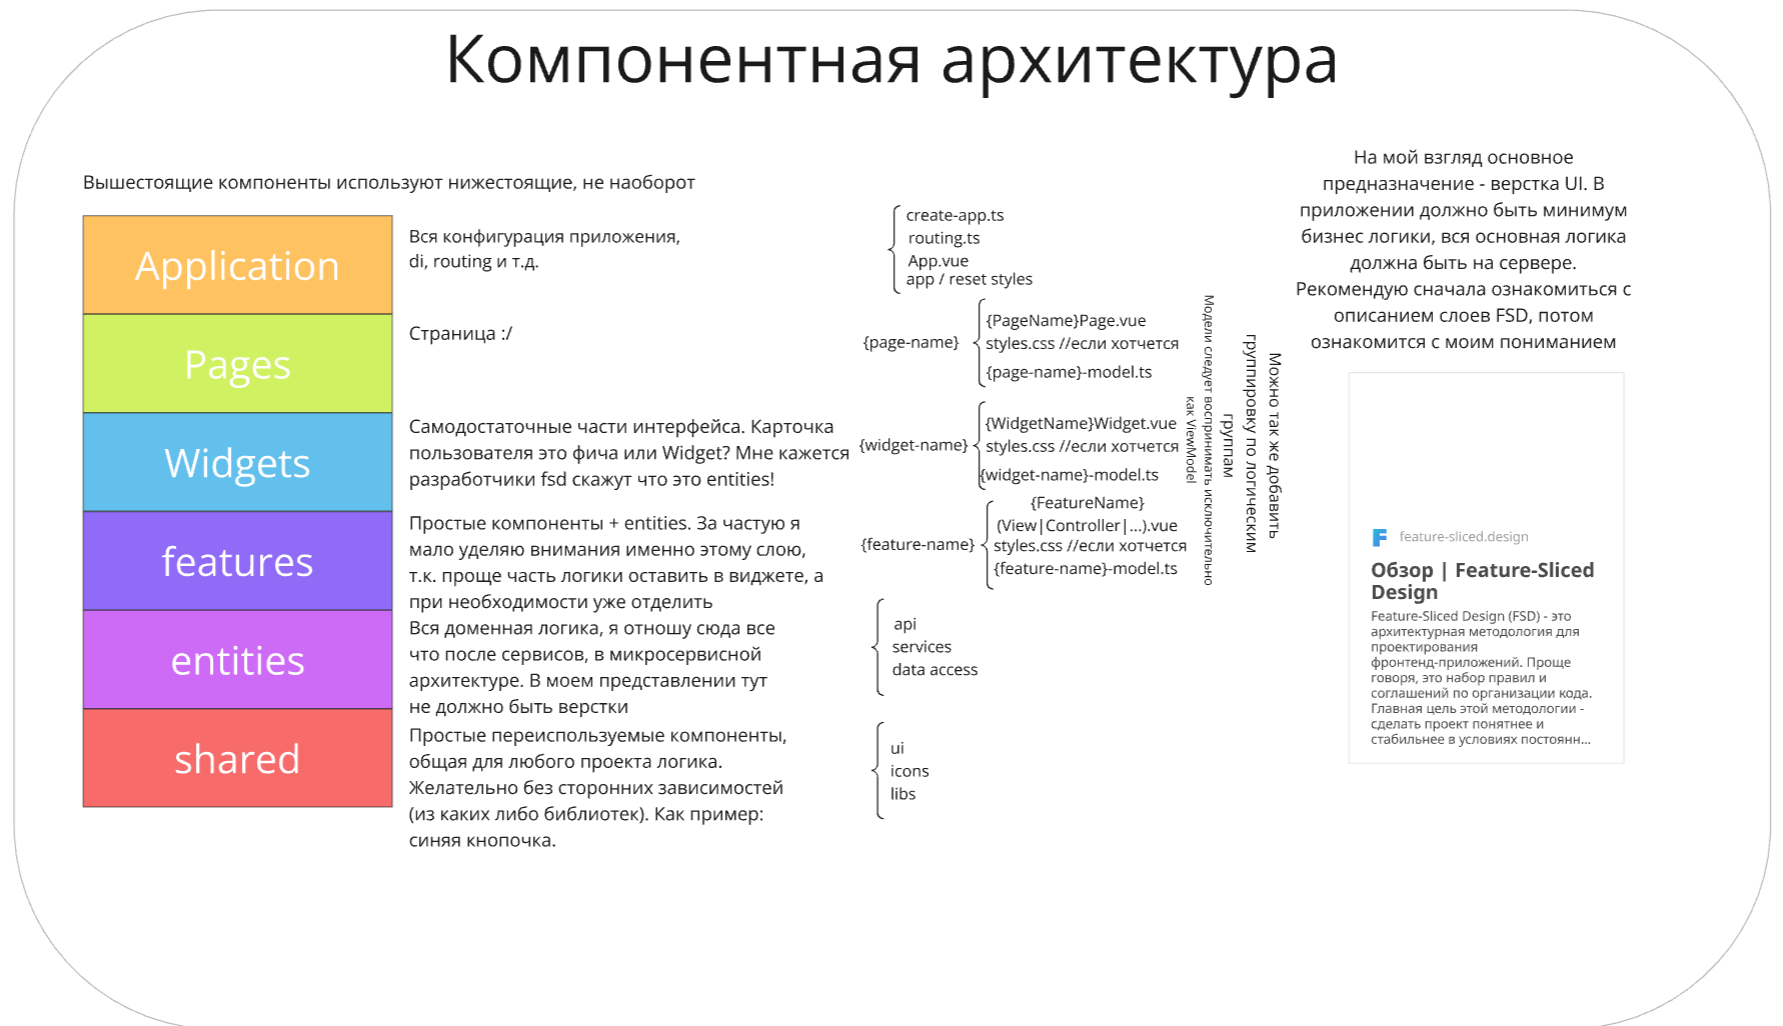 Компонентная архитектура
Вышестоящие компоненты используют нижестоящие, не наоборот
Application
Вся конфигурация приложения,
di, routing и т.д.
create-app.ts
routing.ts
App.vue
app / reset styles
Pages
Страница :/
{page-name}
{PageName}Page.vue
styles.css //если хотчется
{page-name}-model.ts
Widgets
Самодостаточные части интерфейса. Карточка
пользователя это фича или Widget? Мне кажется
разработчики fsd скажут что это entities!
{widget-name}
{WidgetName}Widget.vue
styles.css //если хотчется
{widget-name}-model.ts
features
Простые компоненты + entities. За частую я
мало уделяю внимания именно этому слою,
т.к. проще часть логики оставить в виджете, а
при необходимости уже отделить
{feature-name}
{FeatureName}
(View|Controller|...).vue
styles.css //если хотчется
{feature-name}-model.ts
entities
Вся доменная логика, я отношу сюда все
что после сервисов, в микросервисной
архитектуре. В моем представлении тут
не должно быть верстки
api
services
data access
shared
Простые переиспользуемые компоненты,
общая для любого проекта логика.
Желательно без сторонних зависимостей
(из каких либо библиотек). Как пример:
синяя кнопочка.
ui
icons
libs
Модели следует воспринимать исключительно
как ViewModel
Можно так же добавить
группировку по логическим
группам
На мой взгляд основное
предназначение - верстка UI. В
приложении должно быть минимум
бизнес логики, вся основная логика
должна быть на сервере.
Рекомендую сначала ознакомиться с
описанием слоев FSD, потом
ознакомится с моим пониманием
feature-sliced.design
Обзор | Feature-Sliced
Design
Feature-Sliced Design (FSD) - это
архитектурная методология для
проектирования
фронтенд-приложений. Проще
говоря, это набор правил и
соглашений по организации кода.
Главная цель этой методологии -
сделать проект понятнее и
стабильнее в условиях постоянн...